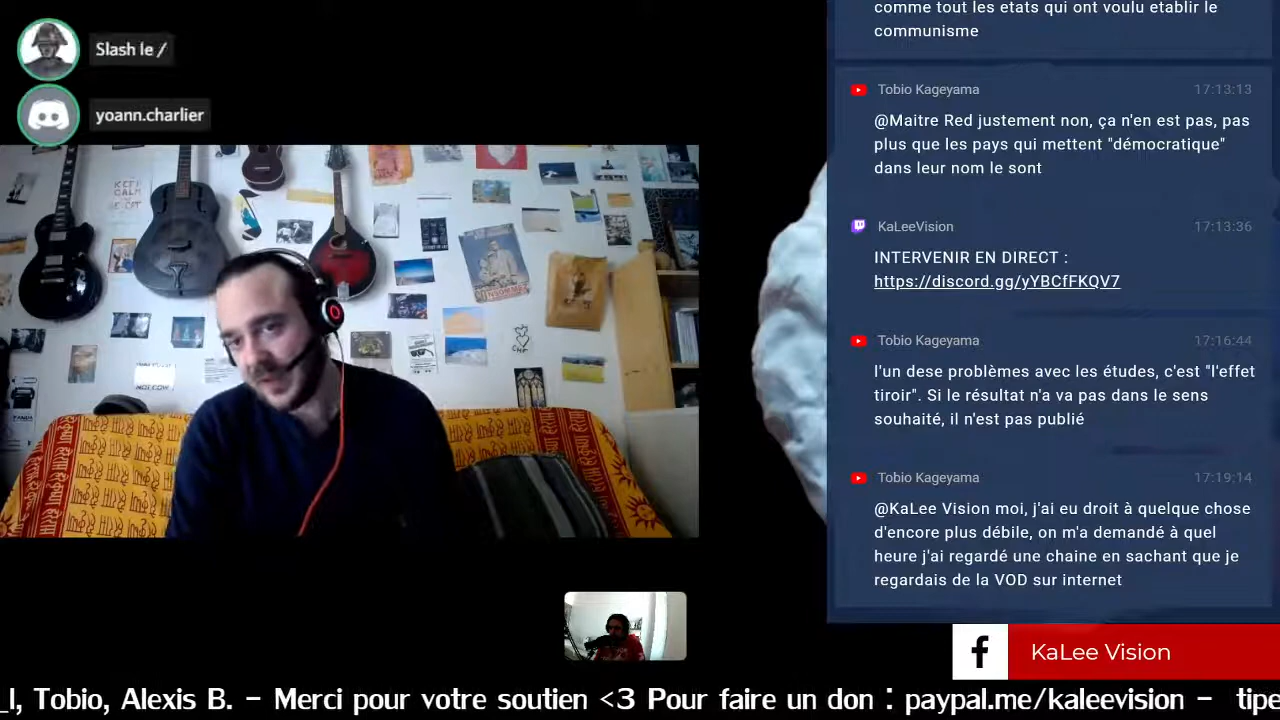 Slash le /
yoann.charlier
KEEP
CALM
comme tout les etats qui ont voulu etablir le
communisme
Tobio Kageyama 17:13:13
@Maitre Red justement non, ça n'en est pas, pas
plus que les pays qui mettent "démocratique"
dans leur nom le sont
KaLeeVision 17:13:36
INTERVENIR EN DIRECT :
https://discord.gg/yYBCfFKQV7
Tobio Kageyama 17:16:44
l'un dese problèmes avec les études, c'est "l'effet
tiroir". Si le résultat n'a va pas dans le sens
souhaité, il n'est pas publié
Tobio Kageyama 17:19:14
@KaLee Vision moi, j'ai eu droit à quelque chose
d'encore plus débile, on m'a demandé à quel
heure j'ai regardé une chaine en sachant que je
regardais de la VOD sur internet
KaLee Vision
_l, Tobio, Alexis B. - Merci pour votre soutien <3 Pour faire un don : paypal.me/kaleevision - tipe